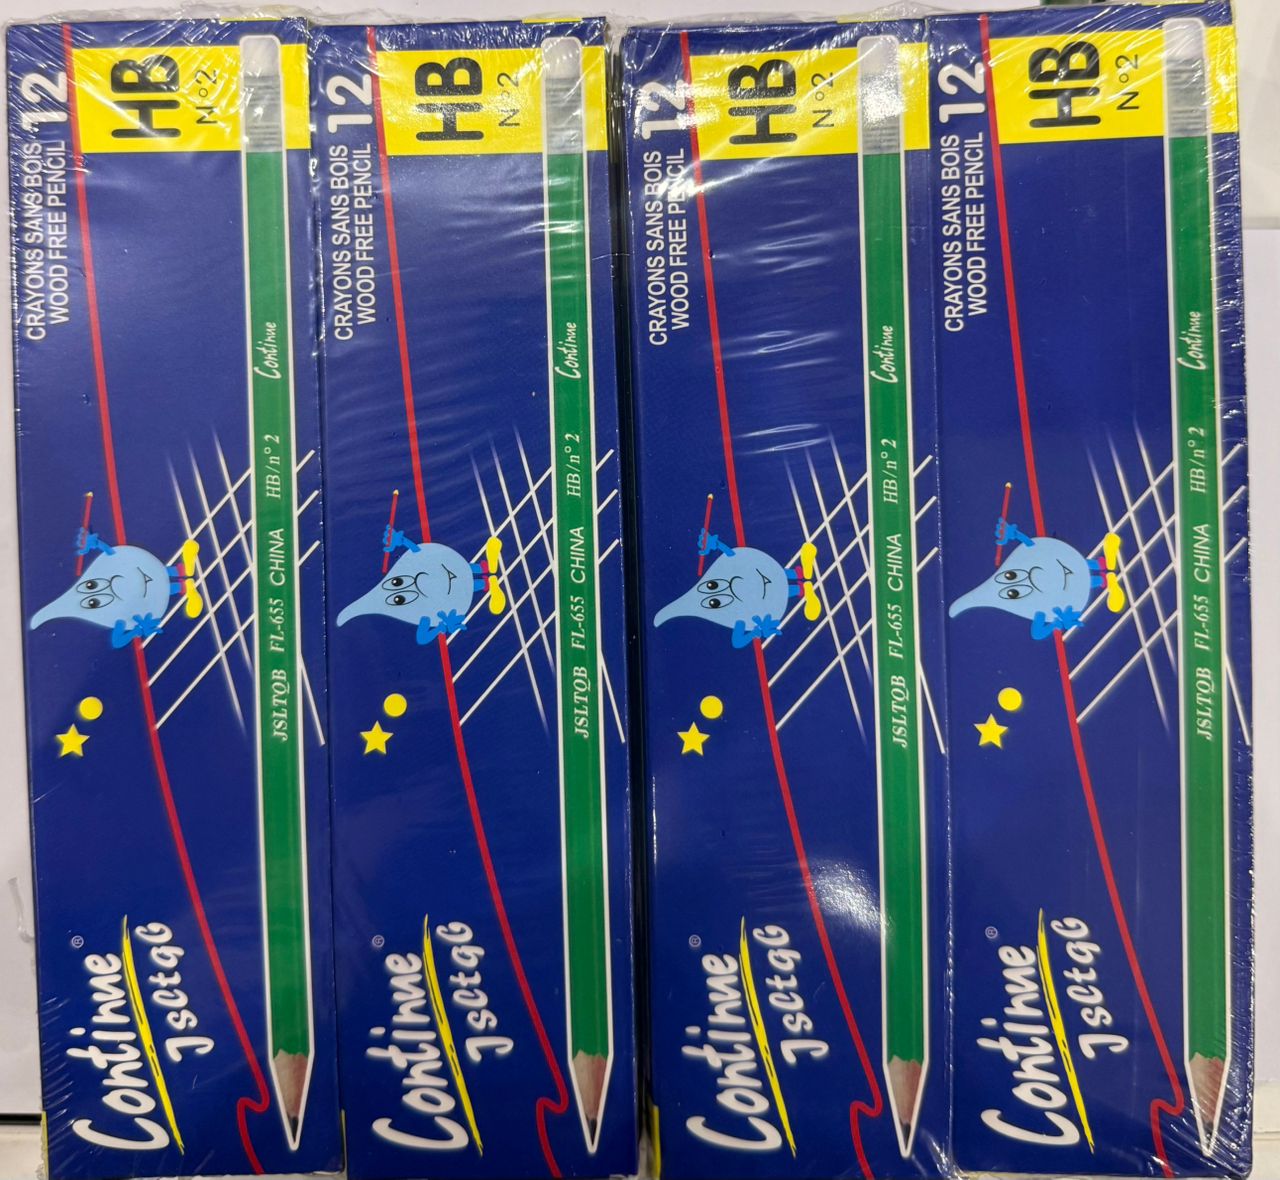 12
CRAYONS SANS BOIS
WOOD FREE PENCIL
HB
N°2
Continue
JSLTQB FL-655 CHINA HB/n° 2
Continue®
JSLTQB
12
CRAYONS SANS BOIS
WOOD FREE PENCIL
HB
N°2
Continue
JSLTQB FL-655 CHINA HB/n° 2
Continue®
JSLTQB
12
CRAYONS SANS BOIS
WOOD FREE PENCIL
HB
N°2
Continue
JSLTQB FL-655 CHINA HB/n° 2
Continue®
JSLTQB
12
CRAYONS SANS BOIS
WOOD FREE PENCIL
HB
N°2
Continue
JSLTQB FL-655 CHINA HB/n° 2
Continue®
JSLTQB